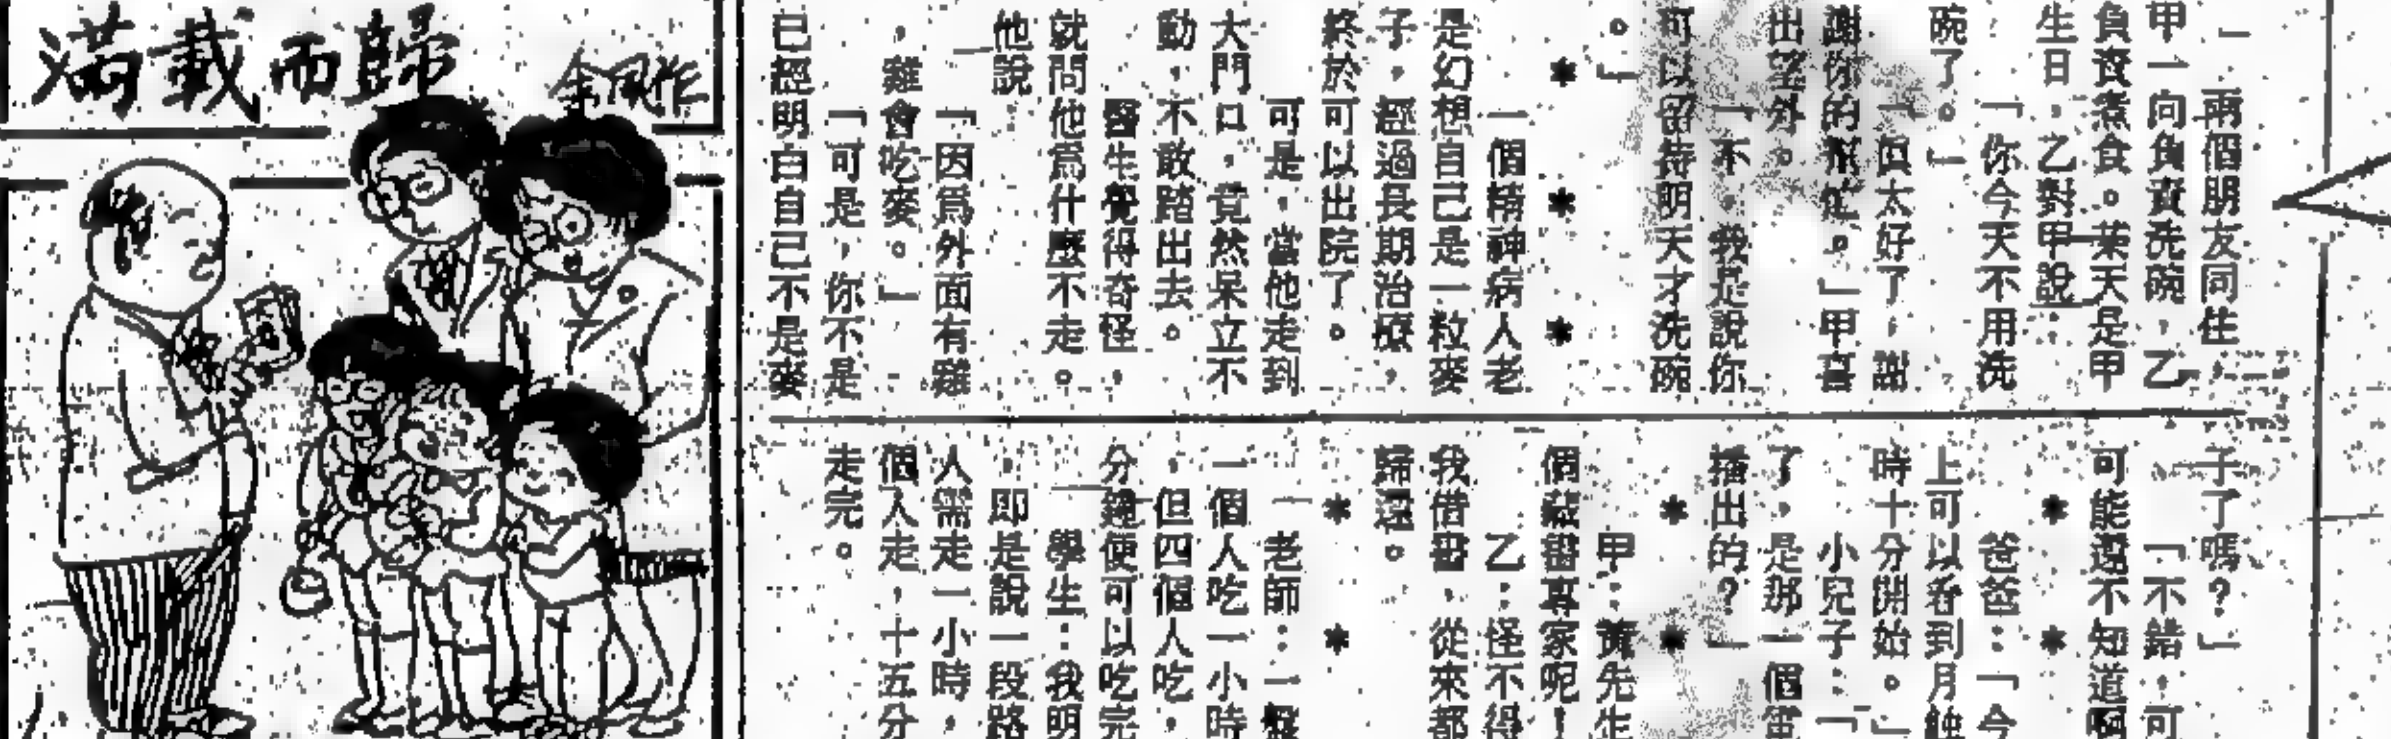 滿載而歸
兩個朋友同住,
甲一向負責洗碗,乙
負責煮食。某天是甲
生日,乙對甲說:
「你今天不用洗
碗了。」
「真太好了,謝
謝你的
。」甲喜
出望外。
「不,我是說你
可以留待明天才洗碗
。」
* * *
一個精神病人老
是幻想自己是一粒麥
子,經過長期治療,
終於可以出院了。
可是,當他走到
大門口,竟然呆立不
動,不敢踏出去。
醫生覺得奇怪,
就問他為什麼不走。
他說
「因為外面有雞
,雞會吃麥。」
「可是,你不是
已經明白自己不是麥
子了嗎?」
「不錯,可
可能還不知道啊
* *
爸爸:「今
上可以看到月蝕
時十分開始。」
小兒子:「
了,是那一個電
播出的?」
* *
甲:黃先生
個藏書專家呢!
乙:怪不得
我借書,從來都
歸還。
* *
老師:一盤
一個人吃一小時
,但四個人吃,
分鐘便可以吃完
學生:我明
,即是說一段路
人需走一小時,
個人走,十五分
走完。